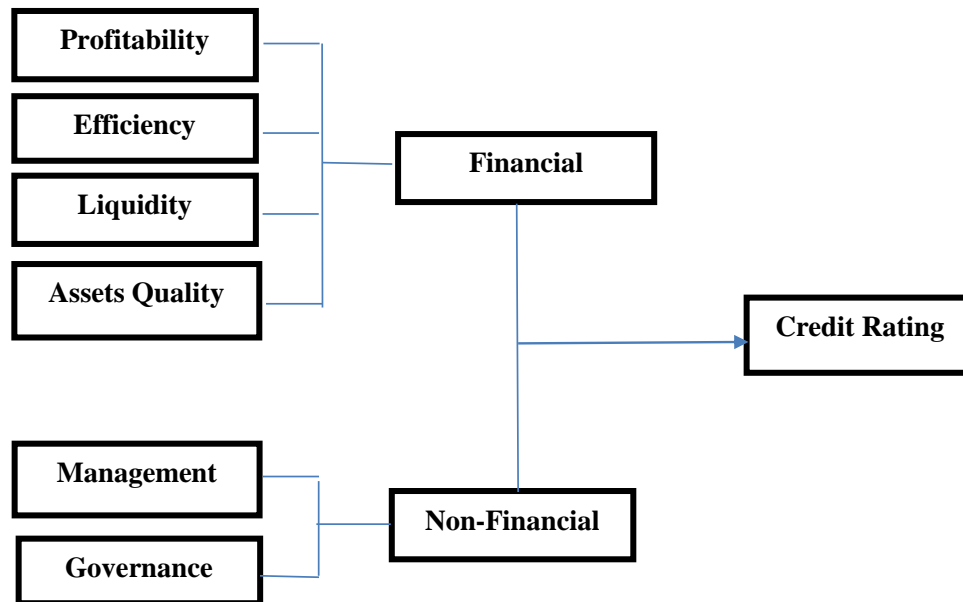 Profitability
Efficiency
Liquidity
Assets Quality
Financial
Credit Rating
Management
Governance
Non-Financial